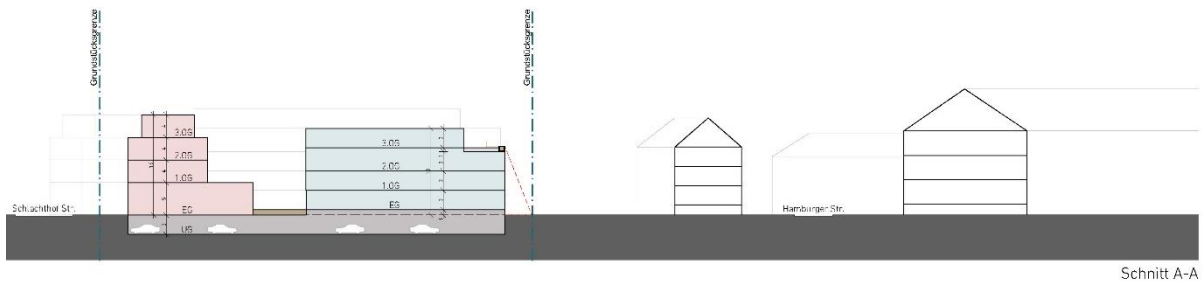 Grundstücksgrenze
Grundstücksgrenze
3.OG
2.OG
1.OG
EG
UG
3.OG
2.OG
1.OG
EG
Schlachthof Str.
Hamburger Str.
Schnitt A-A